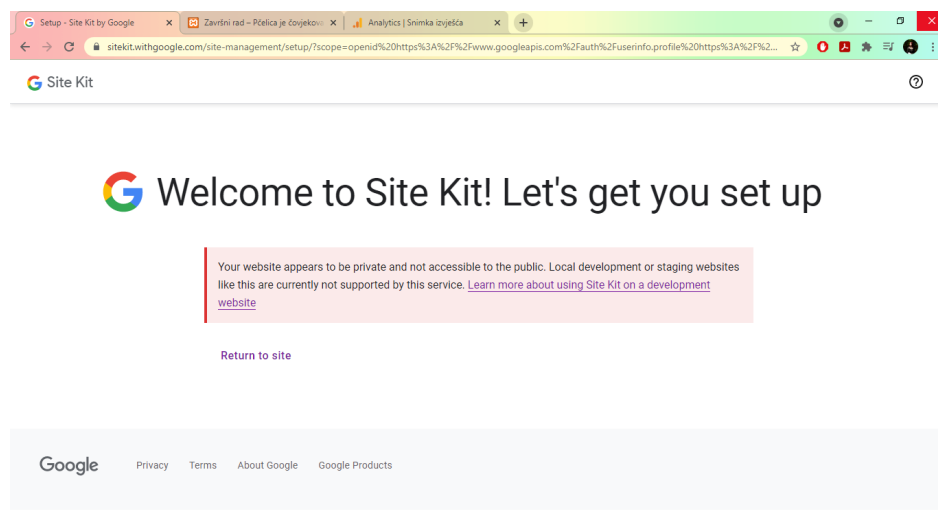 Setup - Site Kit by Google
Završni rad – Pčelica je čovjekova
Analytics | Snimka izvješća
sitekit.withgoogle.com/site-management/setup/?scope=openid%20https%3A%2F%2Fwww.googleapis.com%2Fauth%2Fuserinfo.profile%20https%3A%2F%2...
Site Kit
Welcome to Site Kit! Let's get you set up
Your website appears to be private and not accessible to the public. Local development or staging websites
like this are currently not supported by this service. Learn more about using Site Kit on a development
website
Return to site
Google Privacy Terms About Google Google Products